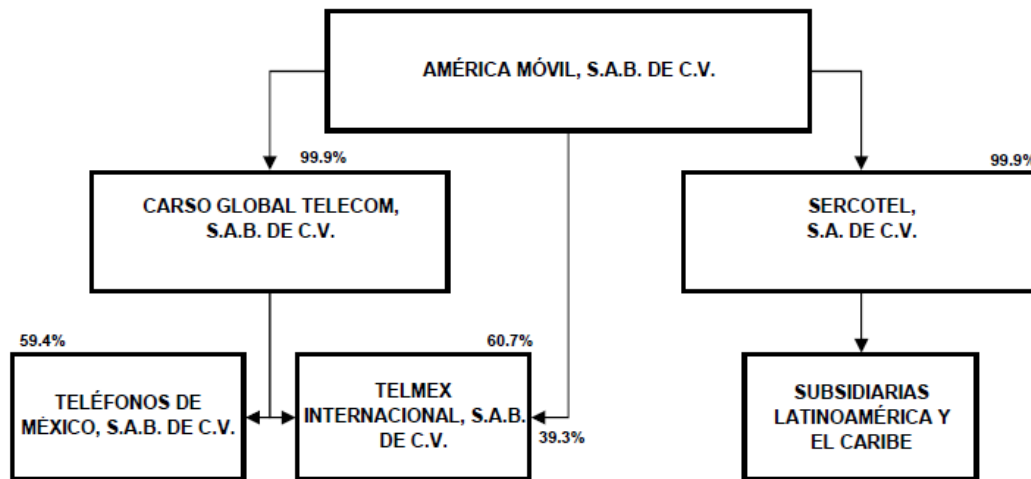 AMÉRICA MÓVIL, S.A.B. DE C.V.
99.9%
99.9%
CARSO GLOBAL TELECOM,
S.A.B. DE C.V.
SERCOTEL,
S.A. DE C.V.
59.4%
60.7%
TELÉFONOS DE
MÉXICO, S.A.B. DE C.V.
TELMEX
INTERNACIONAL, S.A.B.
DE C.V.
39.3%
SUBSIDIARIAS
LATINOAMÉRICA Y
EL CARIBE